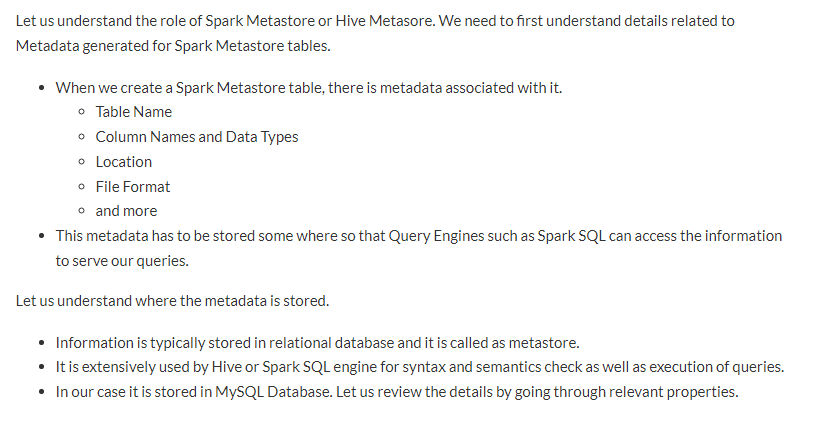 Let us understand the role of Spark Metastore or Hive Metasore. We need to first understand details related to
Metadata generated for Spark Metastore tables.
• When we create a Spark Metastore table, there is metadata associated with it.
◦ Table Name
◦ Column Names and Data Types
◦ Location
◦ File Format
◦ and more
• This metadata has to be stored some where so that Query Engines such as Spark SQL can access the information
to serve our queries.
Let us understand where the metadata is stored.
• Information is typically stored in relational database and it is called as metastore.
• It is extensively used by Hive or Spark SQL engine for syntax and semantics check as well as execution of queries.
• In our case it is stored in MySQL Database. Let us review the details by going through relevant properties.